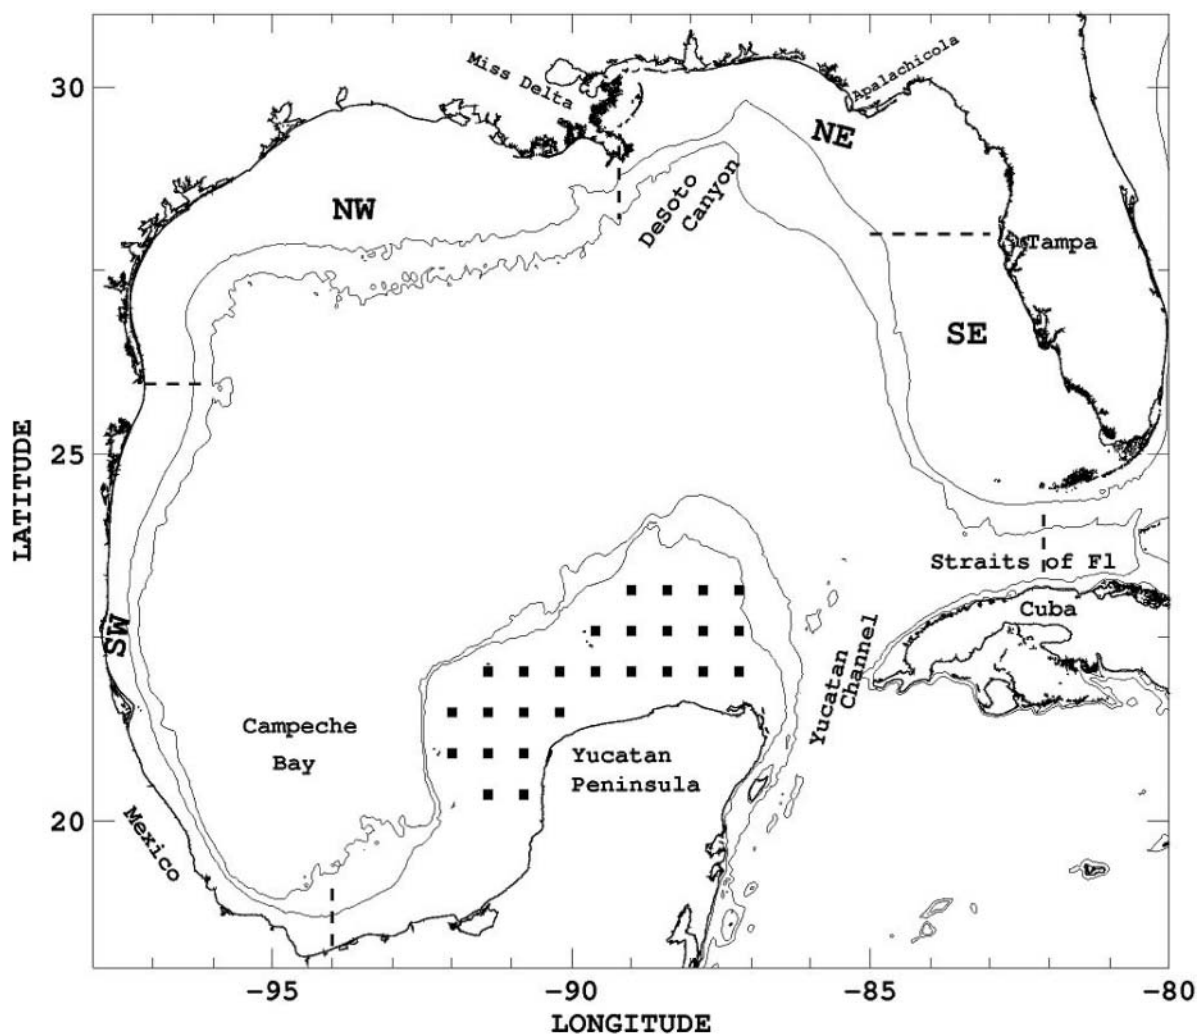 30
25
20
LATITUDE
-95
-90
-85
-80
LONGITUDE
Miss Delta
Apalachicola
NE
NW
DeSoto
Canyon
Tampa
SE
Straits of Fl
Cuba
SW
Yucatan
Channel
Campeche
Bay
Yucatan
Peninsula
Mexico